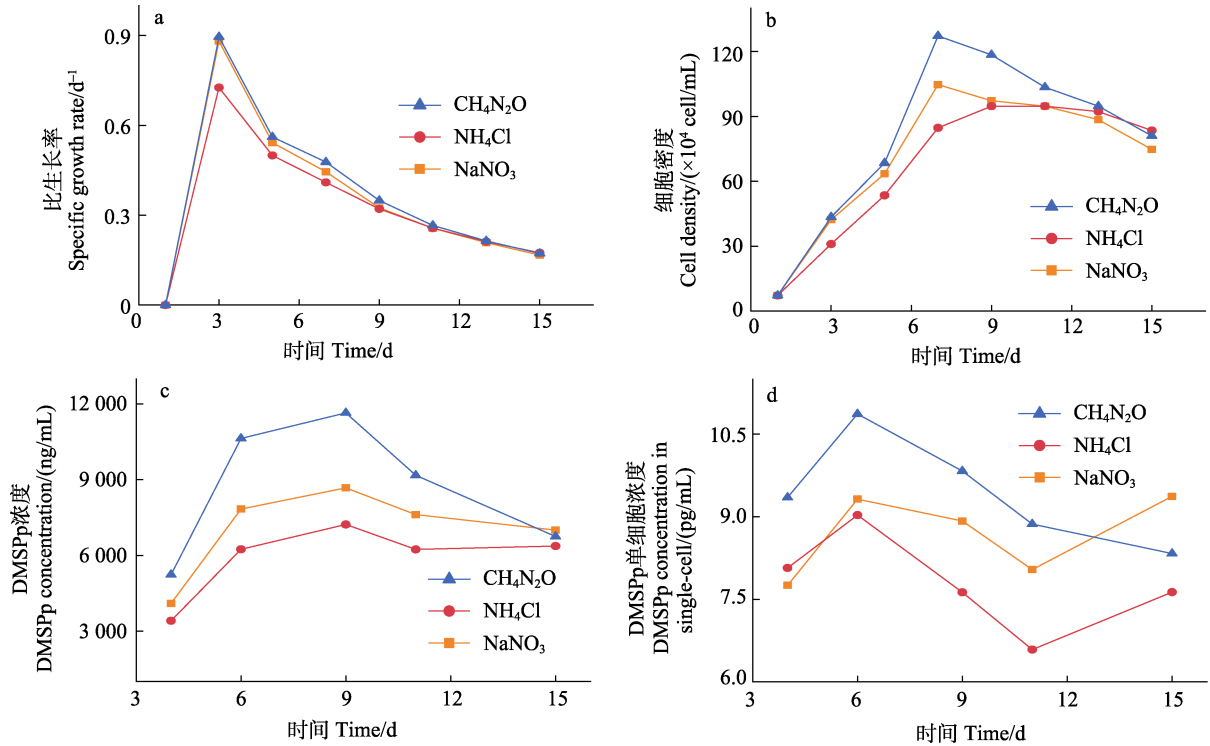 a
比生长率
Specific growth rate/d⁻¹
0.9
0.6
0.3
0
CH₄N₂O
NH₄Cl
NaNO₃
0 3 6 9 12 15
时间 Time/d
b
细胞密度
Cell density/(×10⁴ cell/mL)
120
90
60
30
0
CH₄N₂O
NH₄Cl
NaNO₃
0 3 6 9 12 15
时间 Time/d
c
DMSPp浓度
DMSPp concentration/(ng/mL)
12 000
9 000
6 000
3 000
CH₄N₂O
NH₄Cl
NaNO₃
3 6 9 12 15
时间 Time/d
d
DMSPp单细胞浓度
DMSPp concentration in
single-cell/(pg/mL)
10.5
9.0
7.5
6.0
CH₄N₂O
NH₄Cl
NaNO₃
3 6 9 12 15
时间 Time/d